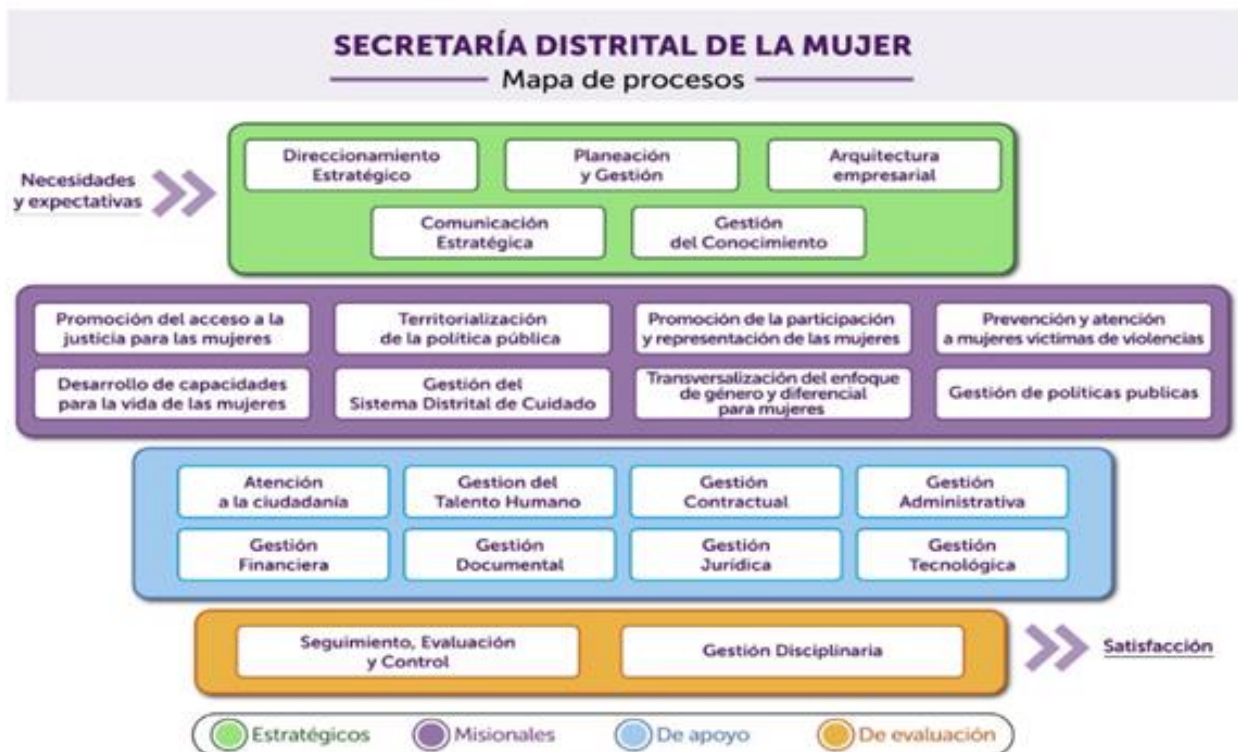 SECRETARÍA DISTRITAL DE LA MUJER
Mapa de procesos
Necesidades
y expectativas
Direccionamiento
Estratégico
Planeación
y Gestión
Arquitectura
empresarial
Comunicación
Estratégica
Gestión
del Conocimiento
Promoción del acceso a la
justicia para las mujeres
Territorialización
de la política pública
Promoción de la participación
y representación de las mujeres
Prevención y atención
a mujeres víctimas de violencias
Desarrollo de capacidades
para la vida de las mujeres
Gestión del
Sistema Distrital de Cuidado
Transversalización del enfoque
de género y diferencial
para mujeres
Gestión de políticas publicas
Atención
a la ciudadanía
Gestion del
Talento Humano
Gestión
Contractual
Gestión
Administrativa
Gestión
Financiera
Gestión
Documental
Gestión
Jurídica
Gestión
Tecnológica
Seguimiento, Evaluación
y Control
Gestión Disciplinaria
Satisfacción
Estratégicos
Misionales
De apoyo
De evaluación